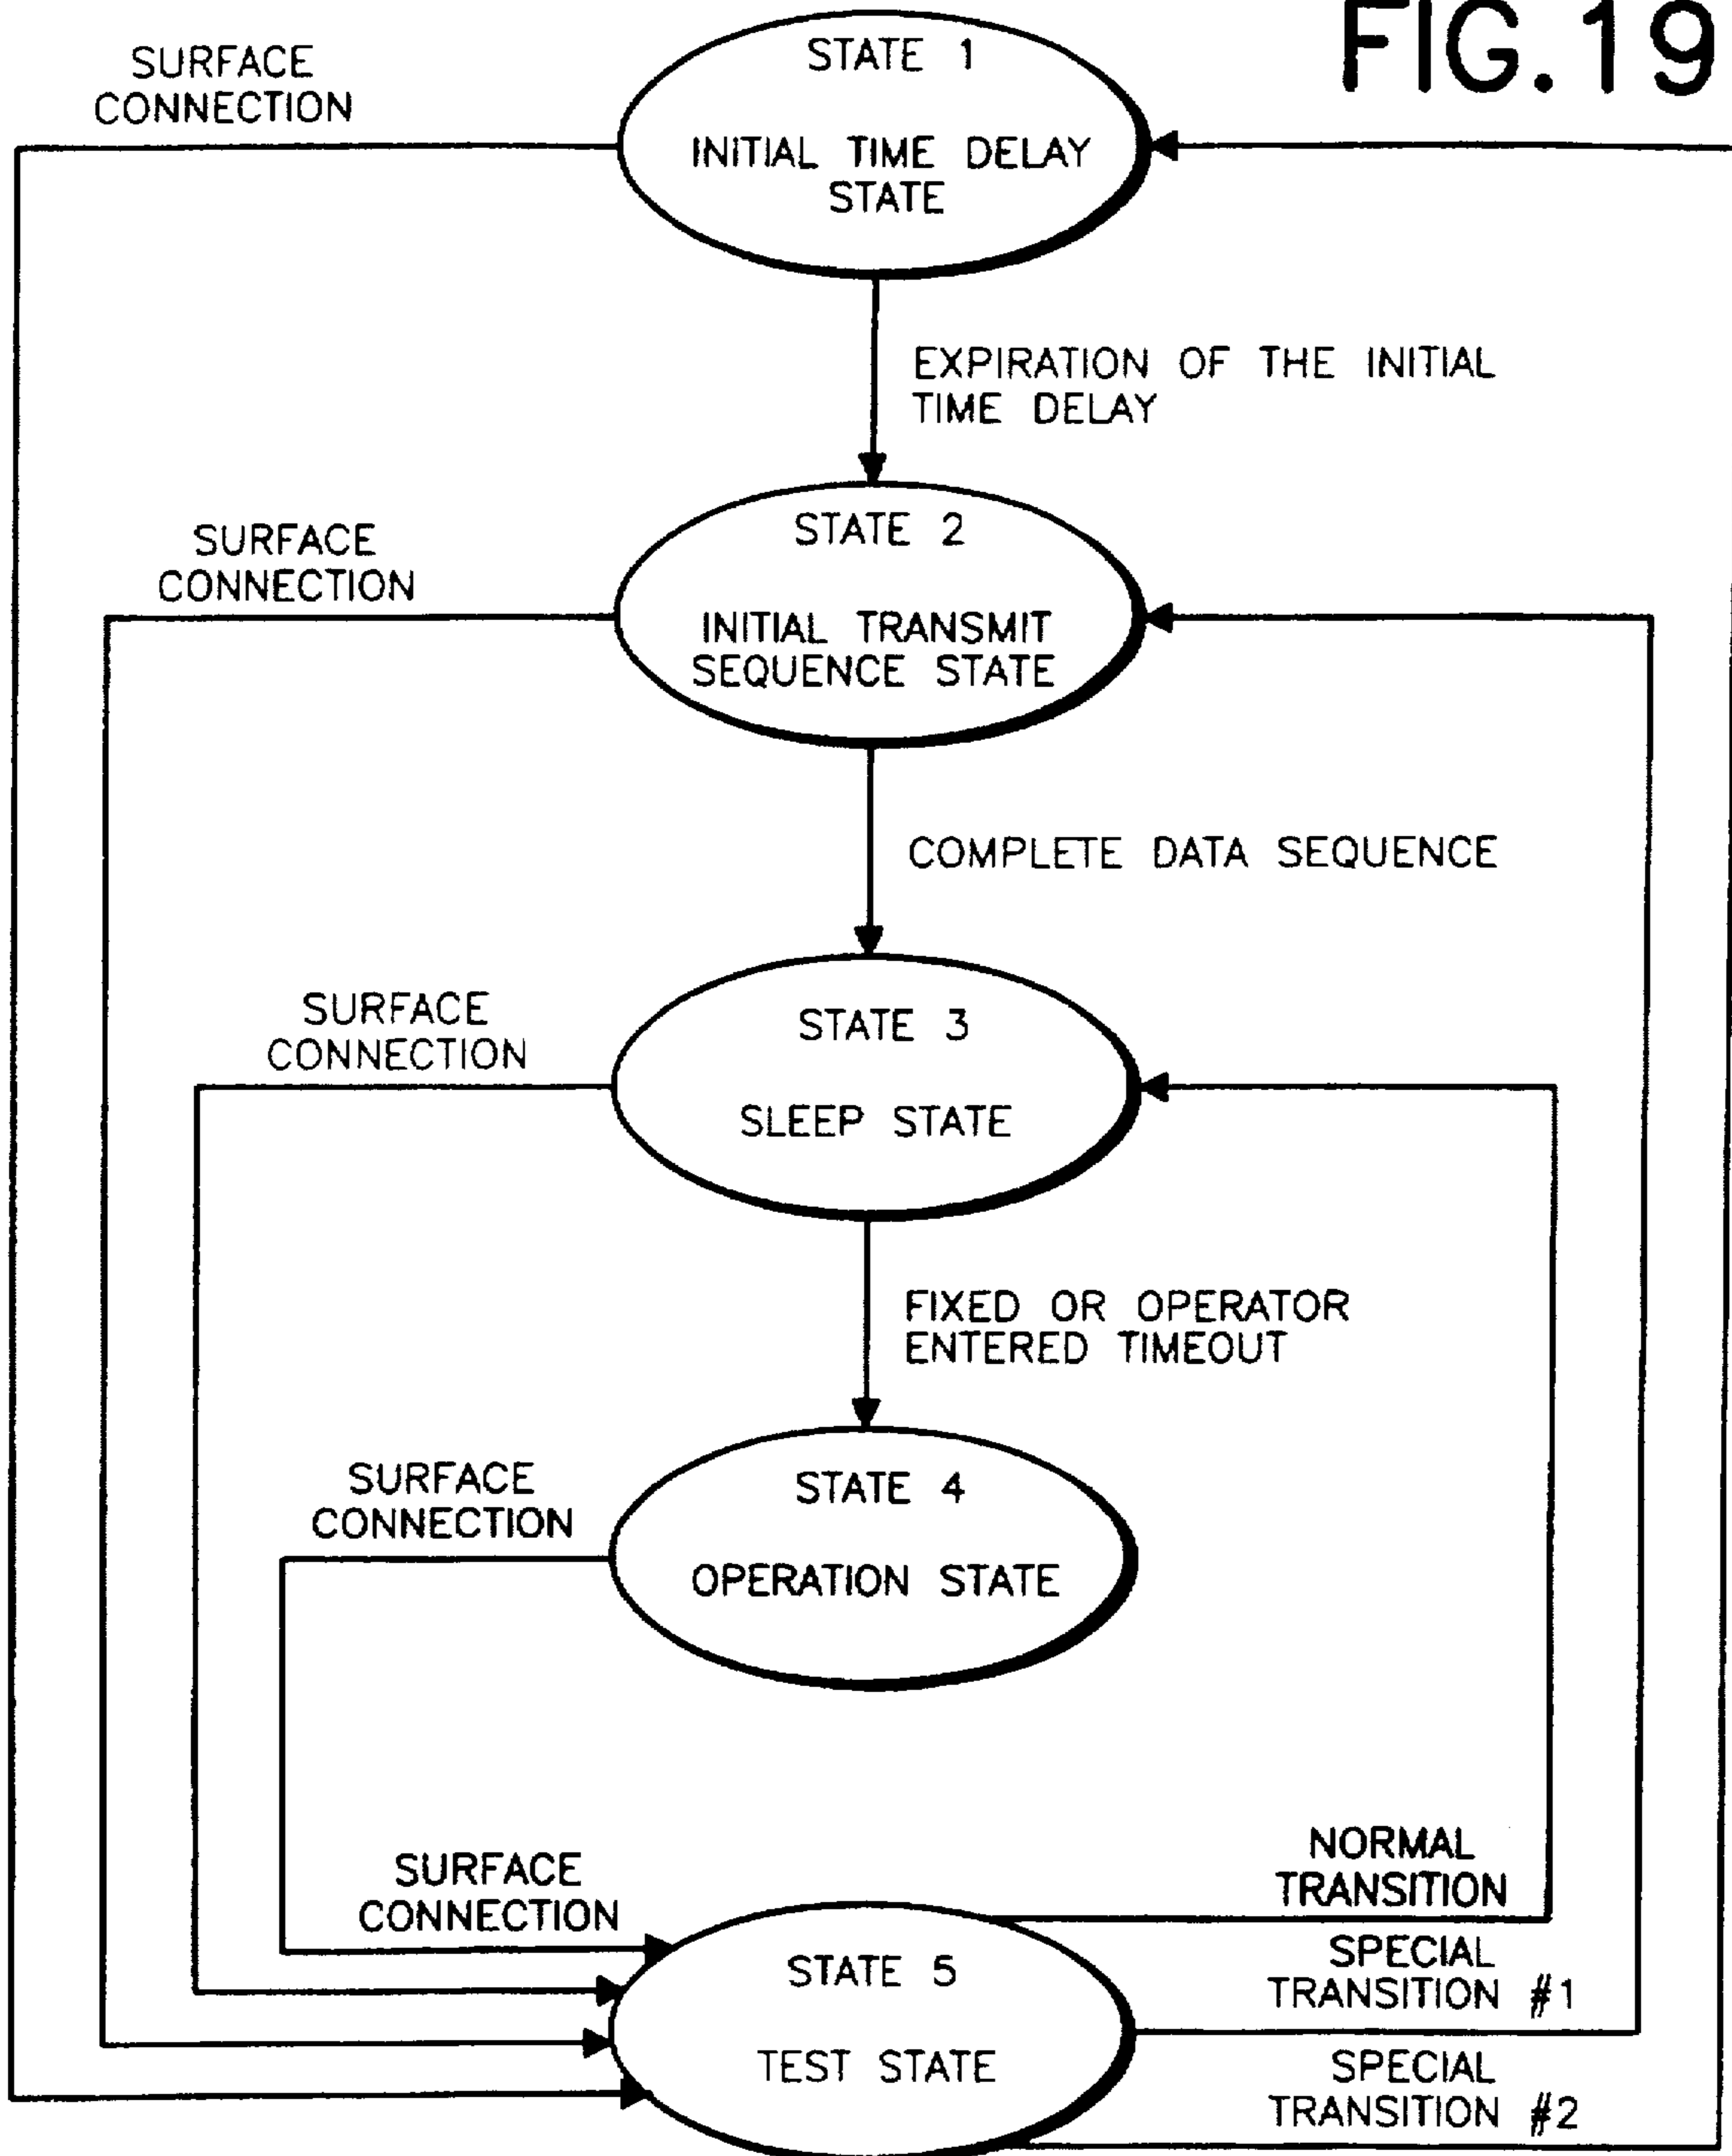 FIG.19
STATE 1
SURFACE
CONNECTION
INITIAL TIME DELAY
STATE
EXPIRATION OF THE INITIAL
TIME DELAY
STATE 2
SURFACE
CONNECTION
INITIAL TRANSMIT
SEQUENCE STATE
COMPLETE DATA SEQUENCE
SURFACE
CONNECTION
STATE 3
SLEEP STATE
FIXED OR OPERATOR
ENTERED TIMEOUT
SURFACE
CONNECTION
STATE 4
OPERATION STATE
NORMAL
TRANSITION
SURFACE
CONNECTION
SPECIAL
TRANSITION #1
STATE 5
TEST STATE
SPECIAL
TRANSITION #2